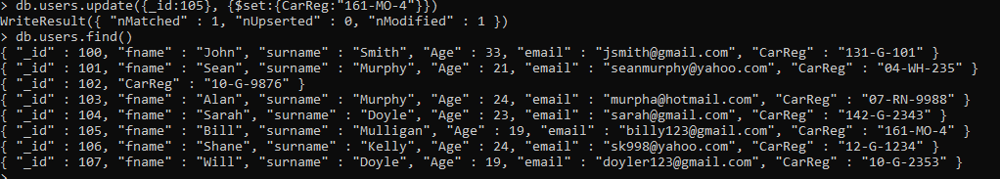 > db.users.update({_id:105}, {$set:{CarReg:"161-MO-4"}})
WriteResult({ "nMatched" : 1, "nUpserted" : 0, "nModified" : 1 })
> db.users.find()
{ "_id" : 100, "fname" : "John", "surname" : "Smith", "Age" : 33, "email" : "jsmith@gmail.com", "CarReg" : "131-G-101" }
{ "_id" : 101, "fname" : "Sean", "surname" : "Murphy", "Age" : 21, "email" : "seanmurphy@yahoo.com", "CarReg" : "04-WH-235" }
{ "_id" : 102, "CarReg" : "10-G-9876" }
{ "_id" : 103, "fname" : "Alan", "surname" : "Murphy", "Age" : 24, "email" : "murpha@hotmail.com", "CarReg" : "07-RN-9988" }
{ "_id" : 104, "fname" : "Sarah", "surname" : "Doyle", "Age" : 23, "email" : "sarah@gmail.com", "CarReg" : "142-G-2343" }
{ "_id" : 105, "fname" : "Bill", "surname" : "Mulligan", "Age" : 19, "email" : "billy123@gmail.com", "CarReg" : "161-MO-4" }
{ "_id" : 106, "fname" : "Shane", "surname" : "Kelly", "Age" : 24, "email" : "sk998@yahoo.com", "CarReg" : "12-G-1234" }
{ "_id" : 107, "fname" : "Will", "surname" : "Doyle", "Age" : 19, "email" : "doyler123@gmail.com", "CarReg" : "10-G-2353" }
>